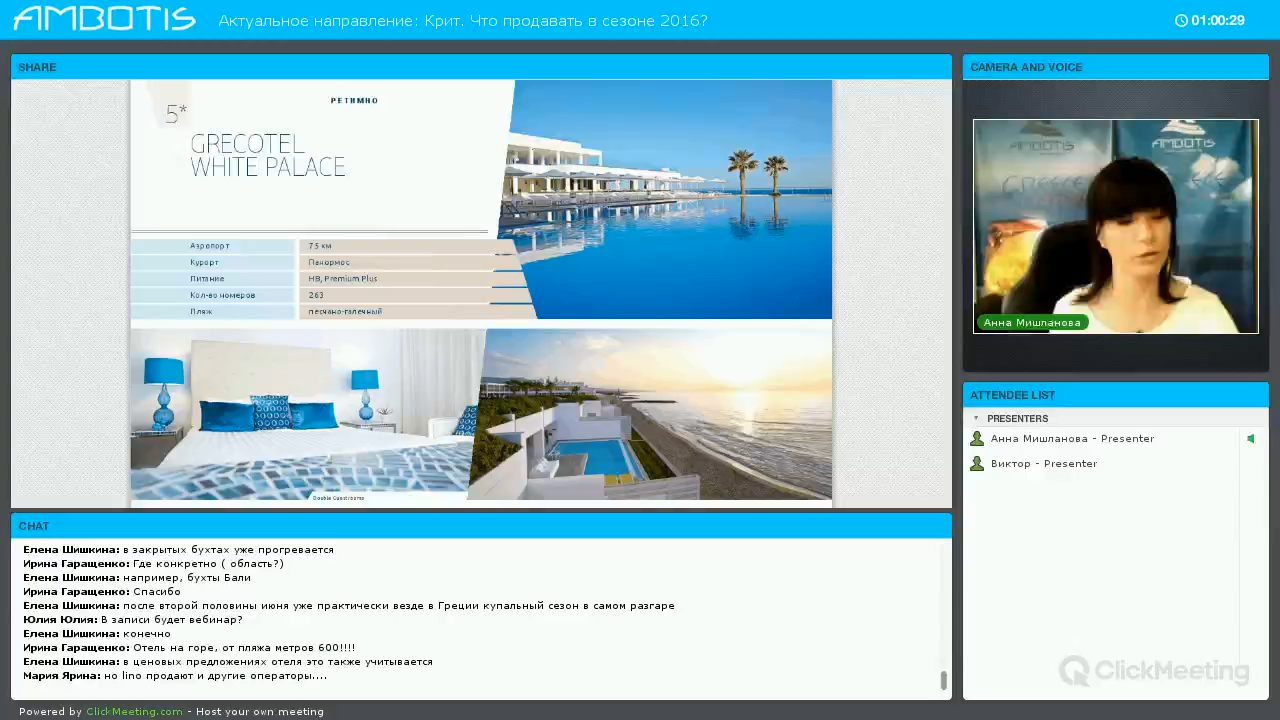 AMBOTIS
Актуальное направление: Крит. Что продавать в сезоне 2016?
01:00:29
SHARE
РЕТИМНО
5*
GRECOTEL
WHITE PALACE
Аэропорт 75 км
Курорт Панормос
Питание HB, Premium Plus
Кол-во номеров 263
Пляж песчано-галечный
Double Guestrooms
CAMERA AND VOICE
AMBOTIS
AMBOTIS
Анна Мишланова
ATTENDEE LIST
PRESENTERS
Анна Мишланова - Presenter
Виктор - Presenter
CHAT
Елена Шишкина: в закрытых бухтах уже прогревается
Ирина Гаращенко: Где конкретно ( область?)
Елена Шишкина: например, бухты Бали
Ирина Гаращенко: Спасибо
Елена Шишкина: после второй половины июня уже практически везде в Греции купальный сезон в самом разгаре
Юлия Юлия: В записи будет вебинар?
Елена Шишкина: конечно
Ирина Гаращенко: Отель на горе, от пляжа метров 600!!!!
Елена Шишкина: в ценовых предложениях отеля это также учитывается
Мария Ярина: но lino продают и другие операторы....
ClickMeeting
Powered by ClickMeeting.com - Host your own meeting